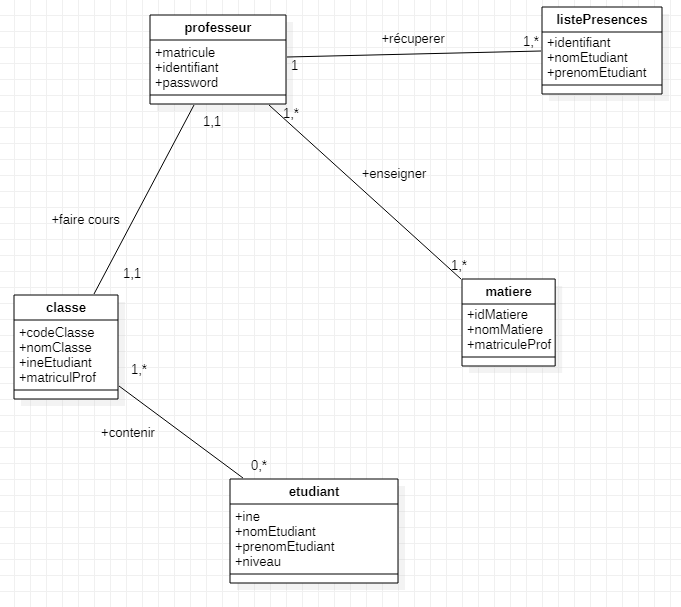 professeur
+matricule
+identifiant
+password
+récuperer
1
1,*
listePresences
+identifiant
+nomEtudiant
+prenomEtudiant
1,1
1,*
+enseigner
+faire cours
1,1
1,*
classe
+codeClasse
+nomClasse
+ineEtudiant
+matriculProf
matiere
+idMatiere
+nomMatiere
+matriculeProf
1,*
+contenir
0,*
etudiant
+ine
+nomEtudiant
+prenomEtudiant
+niveau